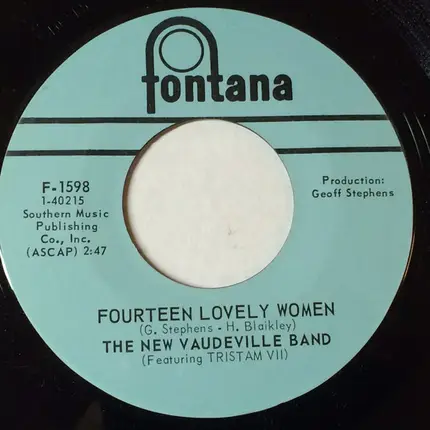 fontana
F-1598
1-40215
Southern Music
Publishing
Co., Inc.
(ASCAP) 2:47
Production:
Geoff Stephens
FOURTEEN LOVELY WOMEN
(G. Stephens - H. Blaikley)
THE NEW VAUDEVILLE BAND
(Featuring TRISTAM VII)